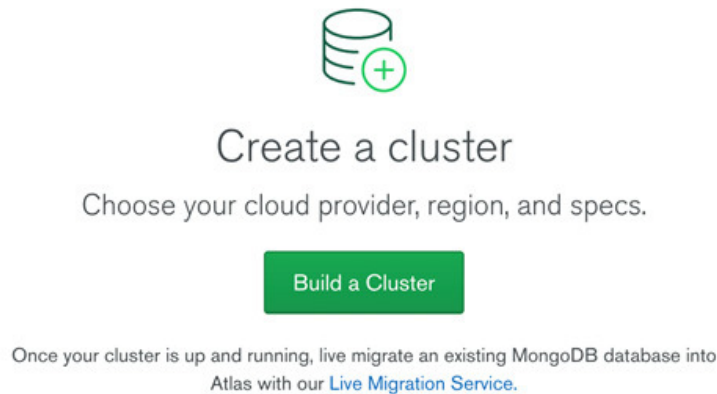 Create a cluster
Choose your cloud provider, region, and specs.
Build a Cluster
Once your cluster is up and running, live migrate an existing MongoDB database into
Atlas with our Live Migration Service.